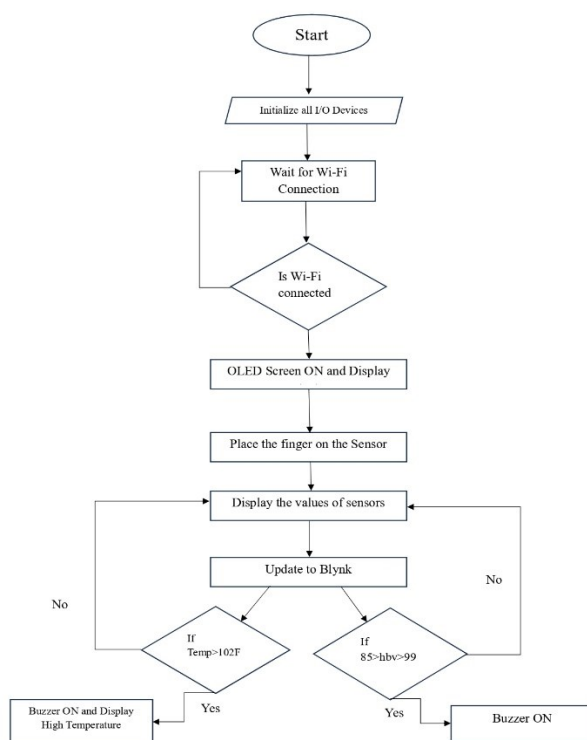 Start
Initialize all I/O Devices
Wait for Wi-Fi
Connection
Is Wi-Fi
connected
OLED Screen ON and Display
Place the finger on the Sensor
Display the values of sensors
Update to Blynk
No
No
If
Temp>102F
If
85>hbv>99
Yes
Yes
Buzzer ON and Display
High Temperature
Buzzer ON